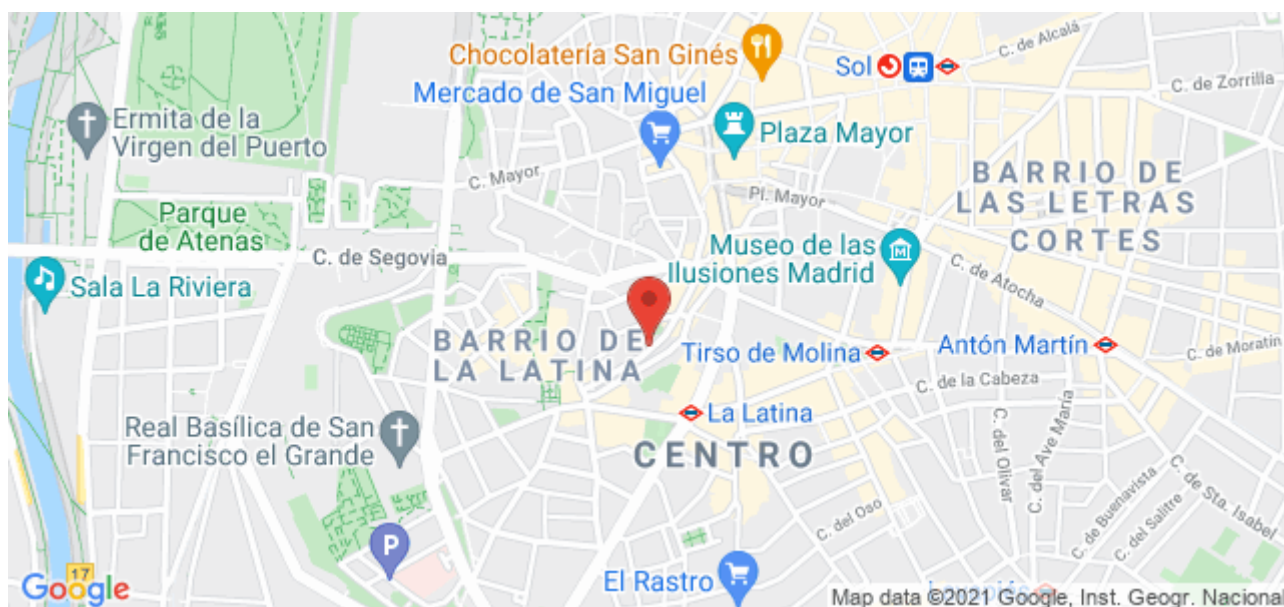 Chocolatería San Ginés
Sol
C. de Alcalá
C. de Zorrilla
Mercado de San Miguel
Ermita de la
Virgen del Puerto
Plaza Mayor
C. Mayor
Pl. Mayor
BARRIO DE
LAS LETRAS
CORTES
Parque
de Atenas
C. de Segovia
Museo de las
Ilusiones Madrid
C. de Atocha
Sala La Riviera
BARRIO DE
LA LATINA
Tirso de Molina
Antón Martín
C. de Moratín
C. de la Cabeza
La Latina
Real Basílica de San
Francisco el Grande
CENTRO
C. del Olivar
C. del Ave María
C. de Buenavista
C. del Salitre
C. de Sta. Isabel
C. del Oso
P
El Rastro
17
Google
Map data ©2021 Google, Inst. Geogr. Naciona